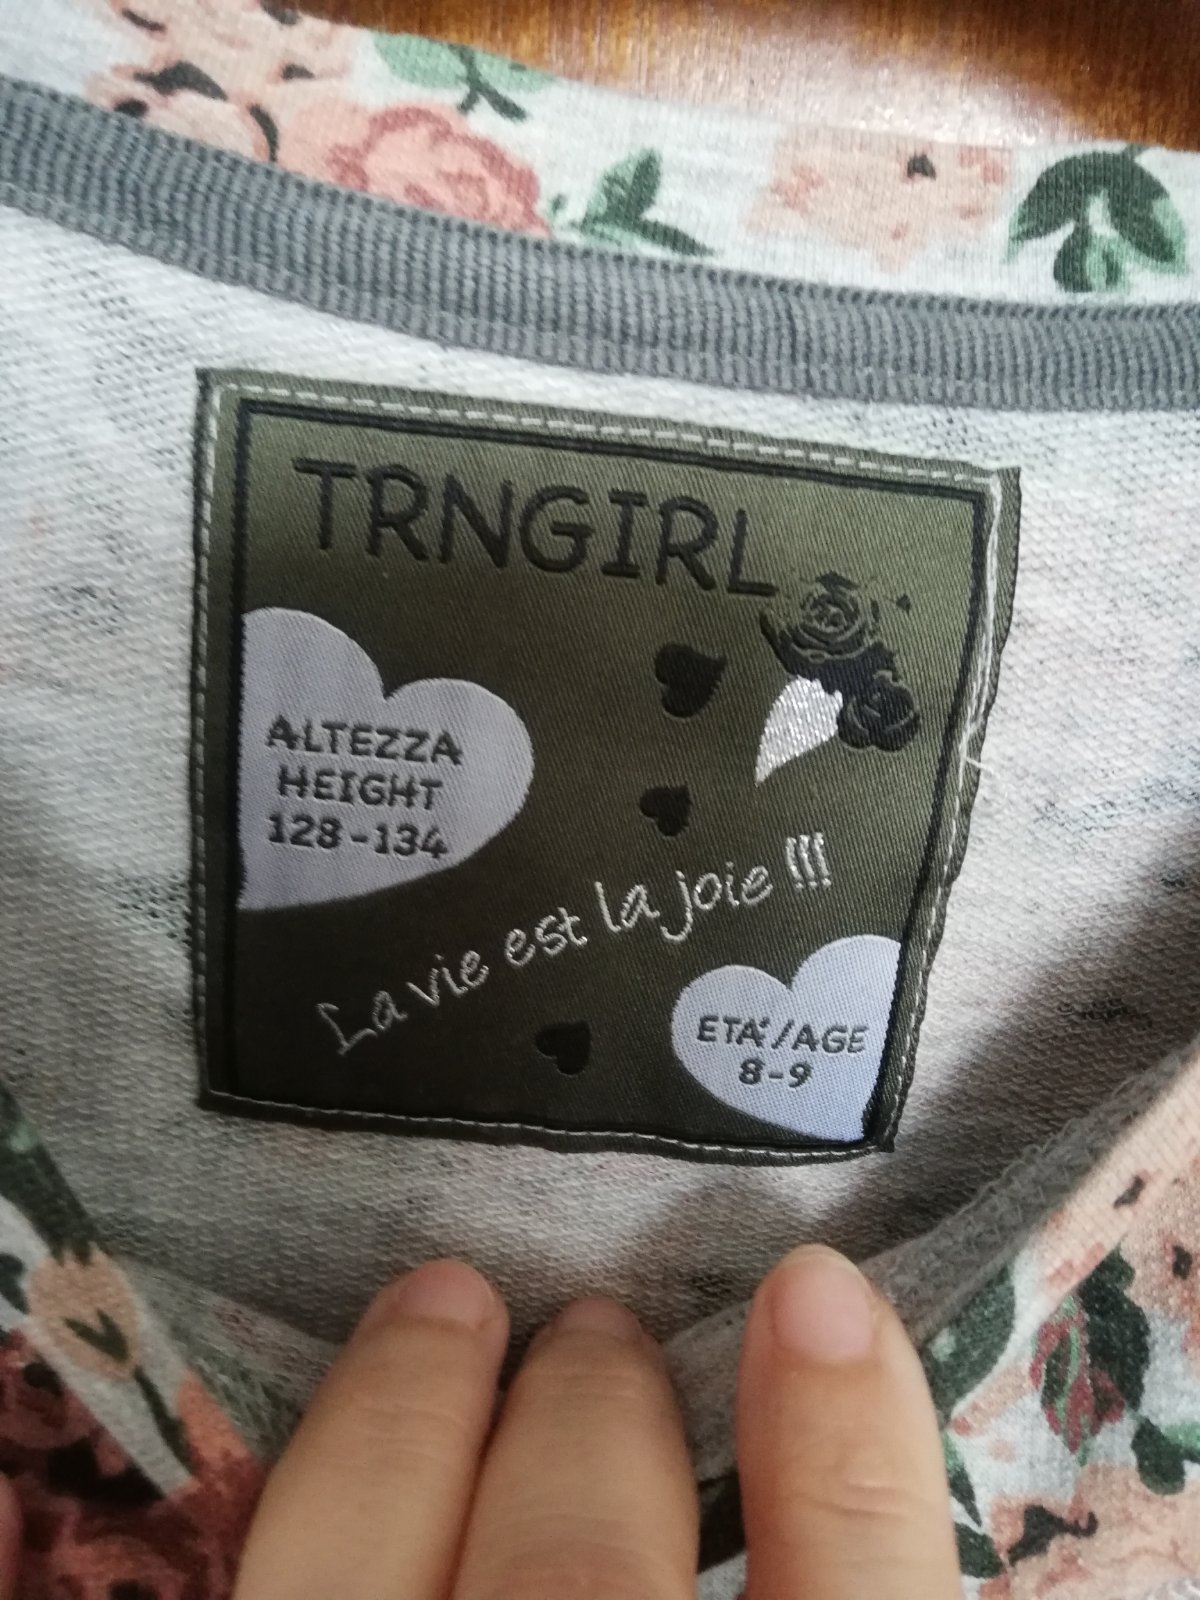 TRNGIRL
ALTEZZA
HEIGHT
128-134
La vie est la joie !!!
ETA'/AGE
8-9